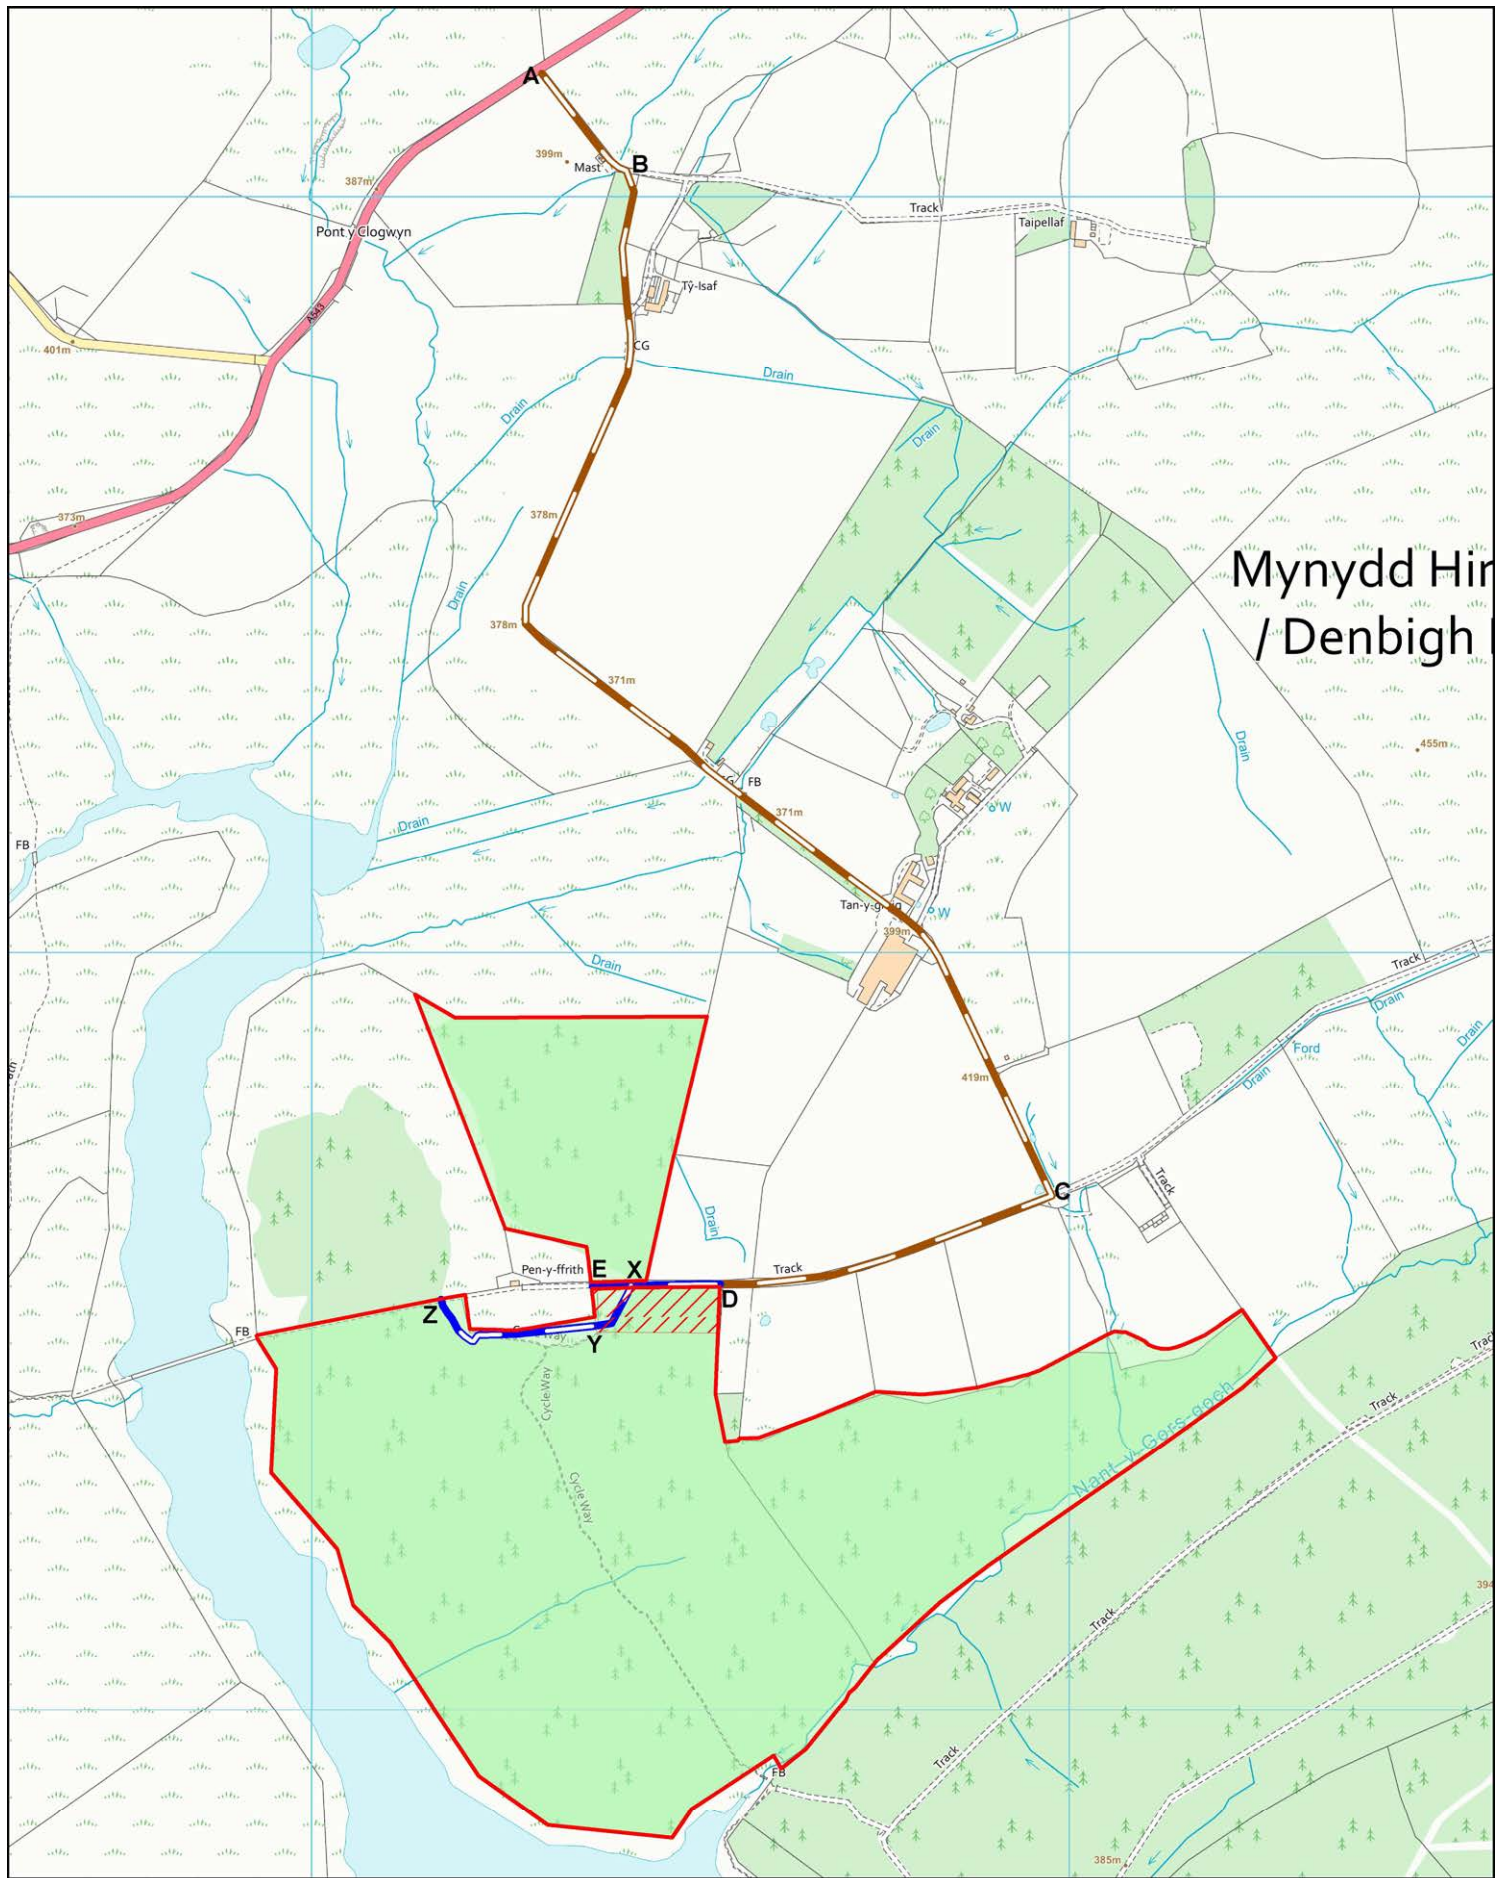 A
399m
Mast
B
387m
Track
Pont y Clogwyn
Taipellaf
Tŷ-Isaf
A543
401m
CG
Drain
Drain
Drain
378m
373m
Mynydd Hir
/ Denbigh
Drain
378m
371m
Drain
455m
FB
W
371m
Drain
FB
Tan-y-graig
W
399m
Track
Drain
Drain
Drain
Ford
Drain
419m
C
Track
Drain
Pen-y-ffrith
E
X
Track
D
Z
FB
Y
Cycle Way
Track
Track
Nant-y-Gors-goch
Cycle Way
394
Track
Track
FB
385m